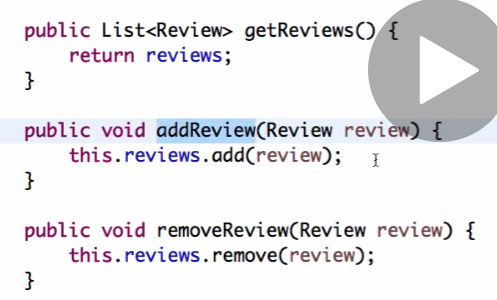 public List<Review> getReviews() {
return reviews;
}
public void addReview(Review review) {
this.reviews.add(review);
}
public void removeReview(Review review) {
this.reviews.remove(review);
}